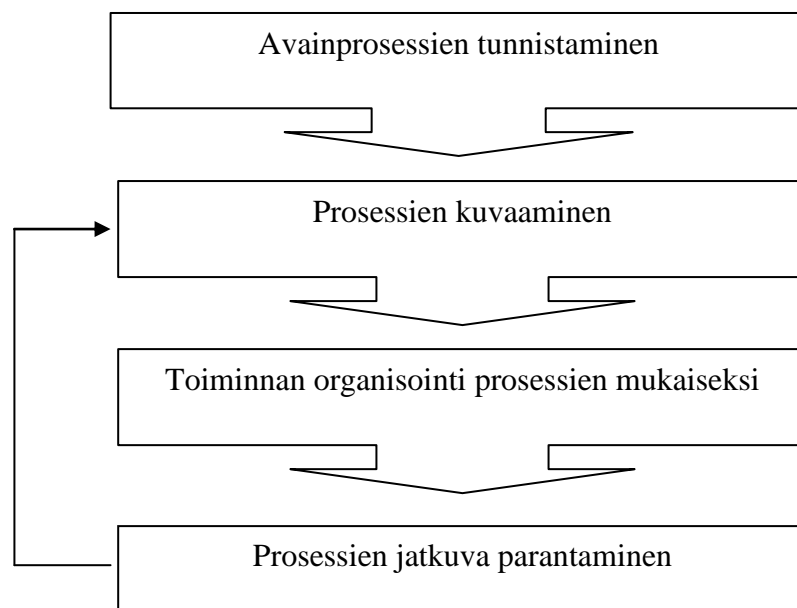 Avainprosessien tunnistaminen
Prosessien kuvaaminen
Toiminnan organisointi prosessien mukaiseksi
Prosessien jatkuva parantaminen